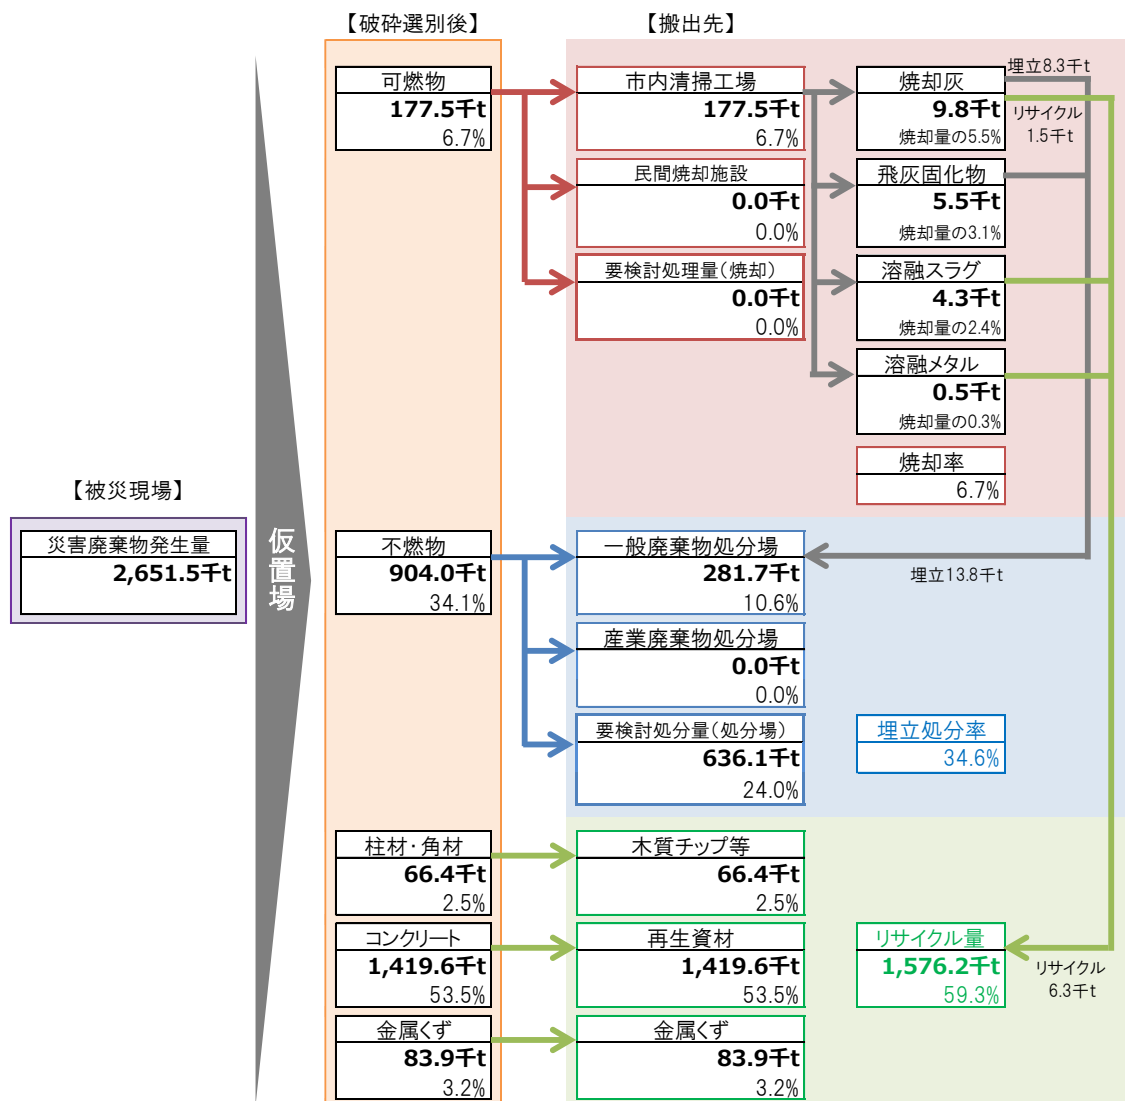 【破砕選別後】
【搬出先】
可燃物
177.5千t
6.7%
市内清掃工場
177.5千t
6.7%
焼却灰
9.8千t
焼却量の5.5%
埋立8.3千t
リサイクル
1.5千t
民間焼却施設
0.0千t
0.0%
飛灰固化物
5.5千t
焼却量の3.1%
要検討処理量(焼却)
0.0千t
0.0%
溶融スラグ
4.3千t
焼却量の2.4%
溶融メタル
0.5千t
焼却量の0.3%
焼却率
6.7%
【被災現場】
災害廃棄物発生量
2,651.5千t
仮置場
不燃物
904.0千t
34.1%
一般廃棄物処分場
281.7千t
10.6%
埋立13.8千t
産業廃棄物処分場
0.0千t
0.0%
要検討処分量(処分場)
636.1千t
24.0%
埋立処分率
34.6%
柱材・角材
66.4千t
2.5%
木質チップ等
66.4千t
2.5%
コンクリート
1,419.6千t
53.5%
再生資材
1,419.6千t
53.5%
リサイクル量
1,576.2千t
59.3%
リサイクル
6.3千t
金属くず
83.9千t
3.2%
金属くず
83.9千t
3.2%